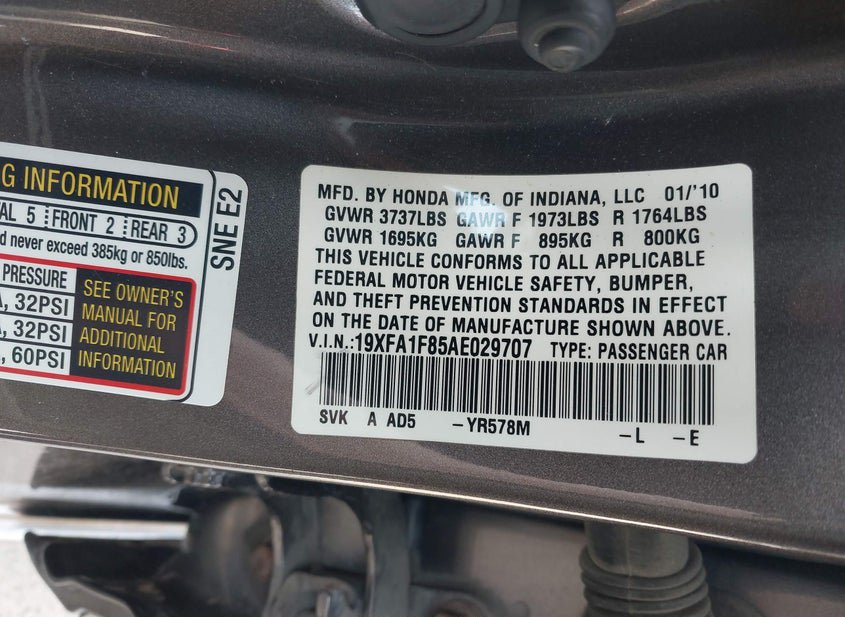 G INFORMATION
TAL 5 FRONT 2 REAR 3
d never exceed 385kg or 850lbs.
PRESSURE
, 32PSI
, 32PSI
, 60PSI
SEE OWNER'S
MANUAL FOR
ADDITIONAL
INFORMATION
SNE E2
MFD. BY HONDA MFG. OF INDIANA, LLC 01/'10
GVWR 3737LBS GAWR F 1973LBS R 1764LBS
GVWR 1695KG GAWR F 895KG R 800KG
THIS VEHICLE CONFORMS TO ALL APPLICABLE
FEDERAL MOTOR VEHICLE SAFETY, BUMPER,
AND THEFT PREVENTION STANDARDS IN EFFECT
ON THE DATE OF MANUFACTURE SHOWN ABOVE.
V.I.N.:19XFA1F85AE029707 TYPE: PASSENGER CAR
SVK A AD5 -YR578M -L -E